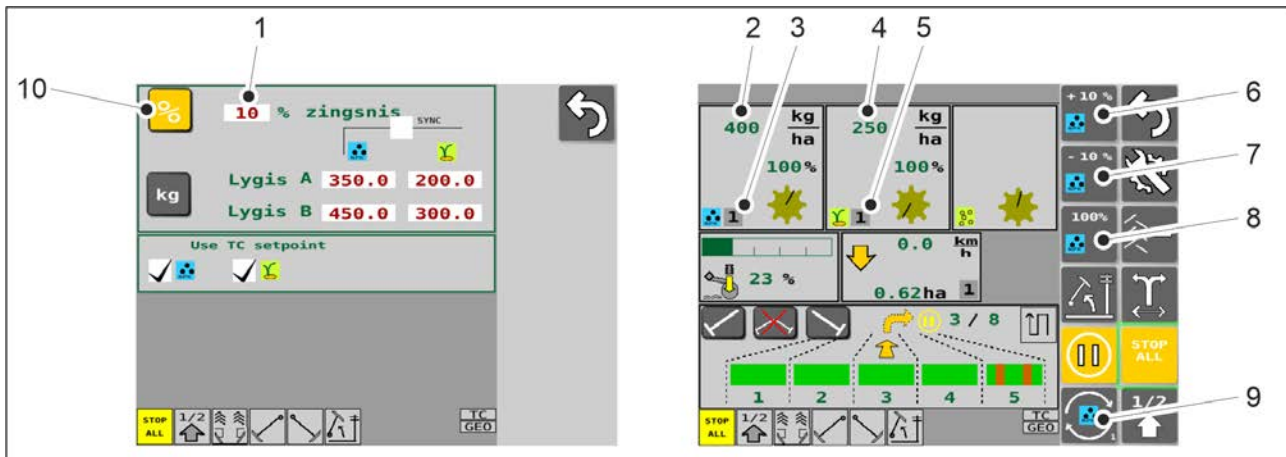 1
10
10 % zingsnis
SYNC
Lygis A 350.0 200.0
kg
Lygis B 450.0 300.0
Use TC setpoint
STOP ALL
1/2
TC
GEO
2 3 4 5
400 kg/ha
100%
1
250 kg/ha
100%
1
23 %
0.0 km/h
0.62ha 1
3 / 8
1 2 3 4 5
STOP ALL
1/2
TC
GEO
+10 %
6
- 10 %
7
100%
8
STOP ALL
1/2
1
9